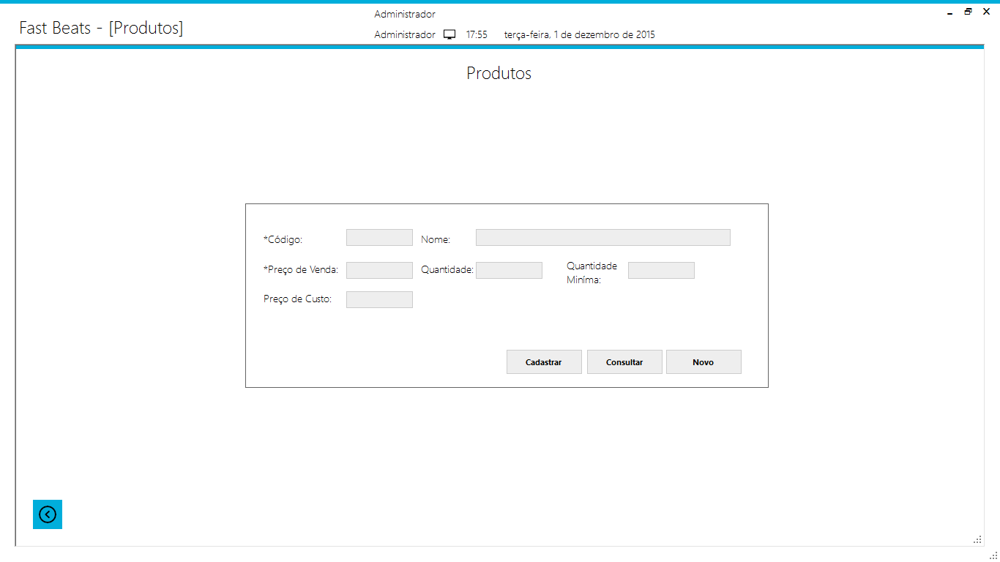 Administrador
Fast Beats - [Produtos]
Administrador 17:55 terça-feira, 1 de dezembro de 2015
Produtos
*Código: Nome:
*Preço de Venda: Quantidade: Quantidade
Miníma:
Preço de Custo:
Cadastrar Consultar Novo